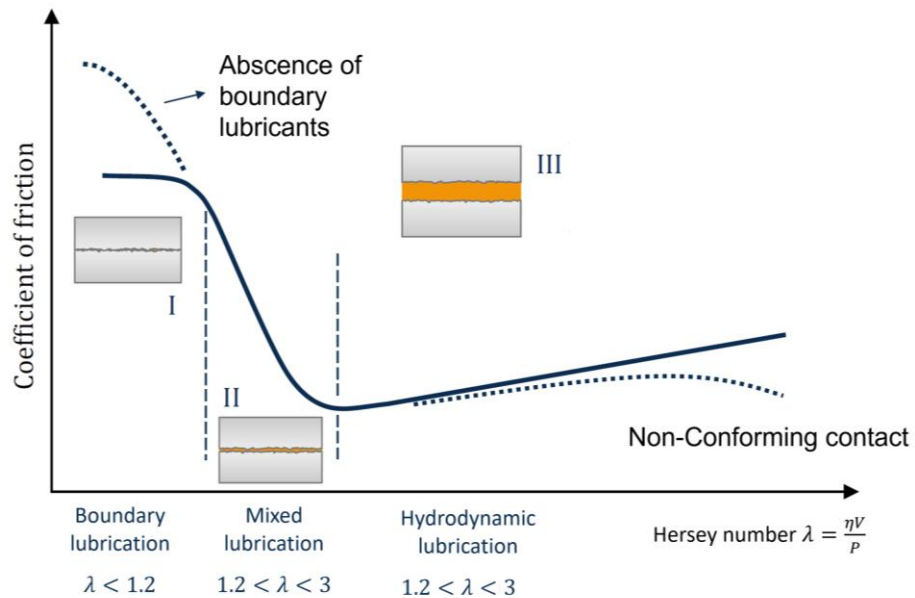 Coefficient of friction
Abscence of
boundary
lubricants
I
II
III
Non-Conforming contact
Boundary
lubrication
λ < 1.2
Mixed
lubrication
1.2 < λ < 3
Hydrodynamic
lubrication
1.2 < λ < 3
Hersey number λ = ηV/P